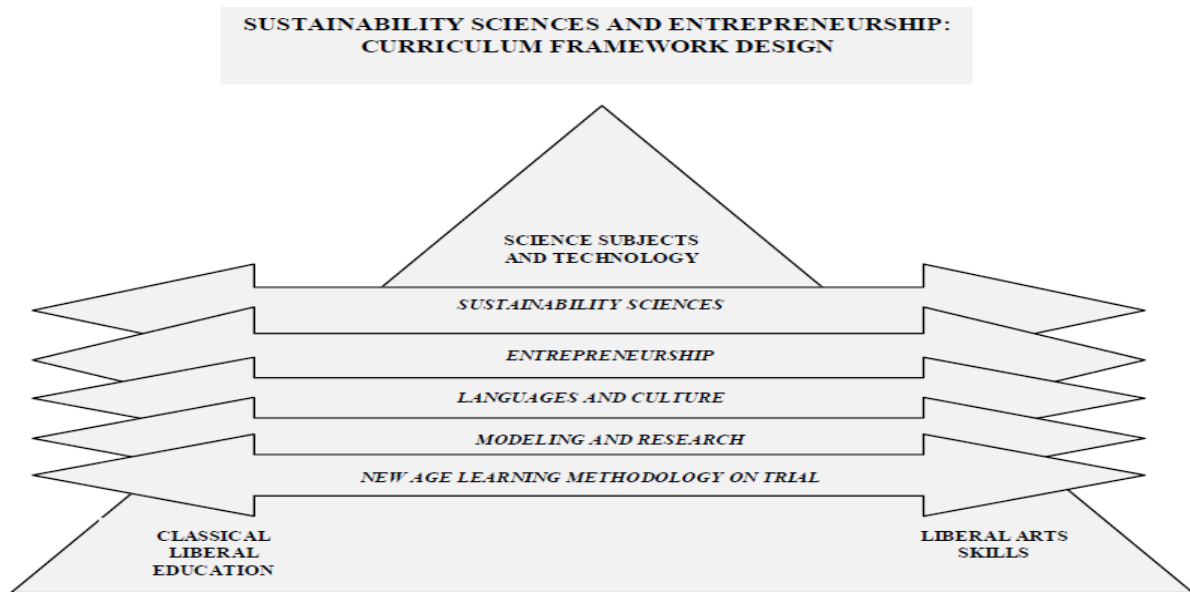 SUSTAINABILITY SCIENCES AND ENTREPRENEURSHIP:
CURRICULUM FRAMEWORK DESIGN
SCIENCE SUBJECTS
AND TECHNOLOGY
SUSTAINABILITY SCIENCES
ENTREPRENEURSHIP
LANGUAGES AND CULTURE
MODELING AND RESEARCH
NEW AGE LEARNING METHODOLOGY ON TRIAL
CLASSICAL
LIBERAL
EDUCATION
LIBERAL ARTS
SKILLS